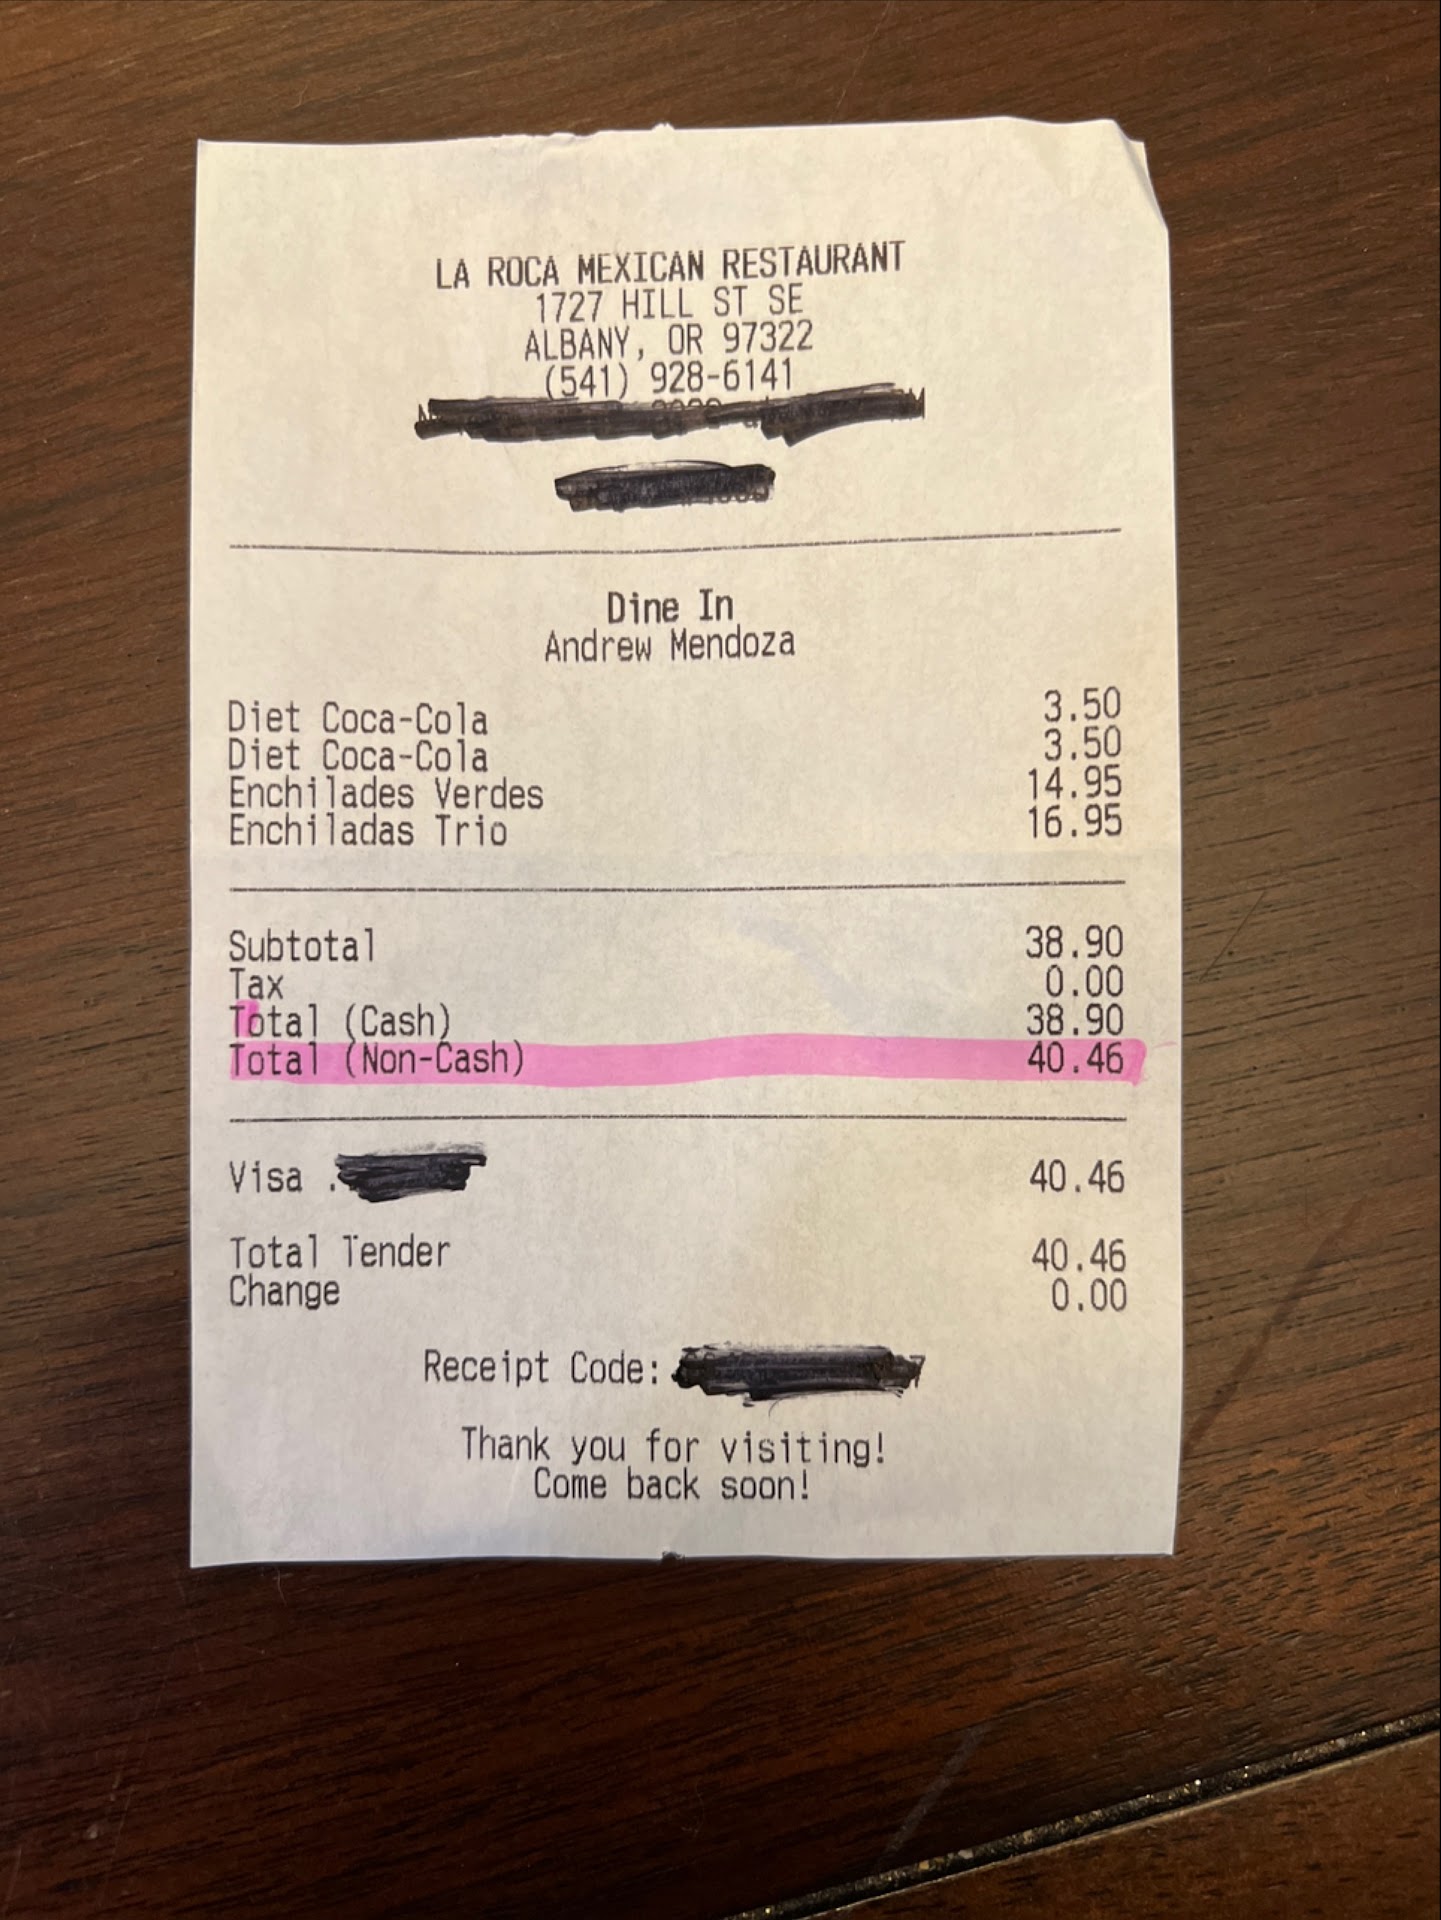 LA ROCA MEXICAN RESTAURANT
1727 HILL ST SE
ALBANY, OR 97322
(541) 928-6141
Dine In
Andrew Mendoza
Diet Coca-Cola 3.50
Diet Coca-Cola 3.50
Enchilades Verdes 14.95
Enchiladas Trio 16.95
Subtotal 38.90
Tax 0.00
Total (Cash) 38.90
Total (Non-Cash) 40.46
Visa 40.46
Total Tender 40.46
Change 0.00
Receipt Code:
Thank you for visiting!
Come back soon!